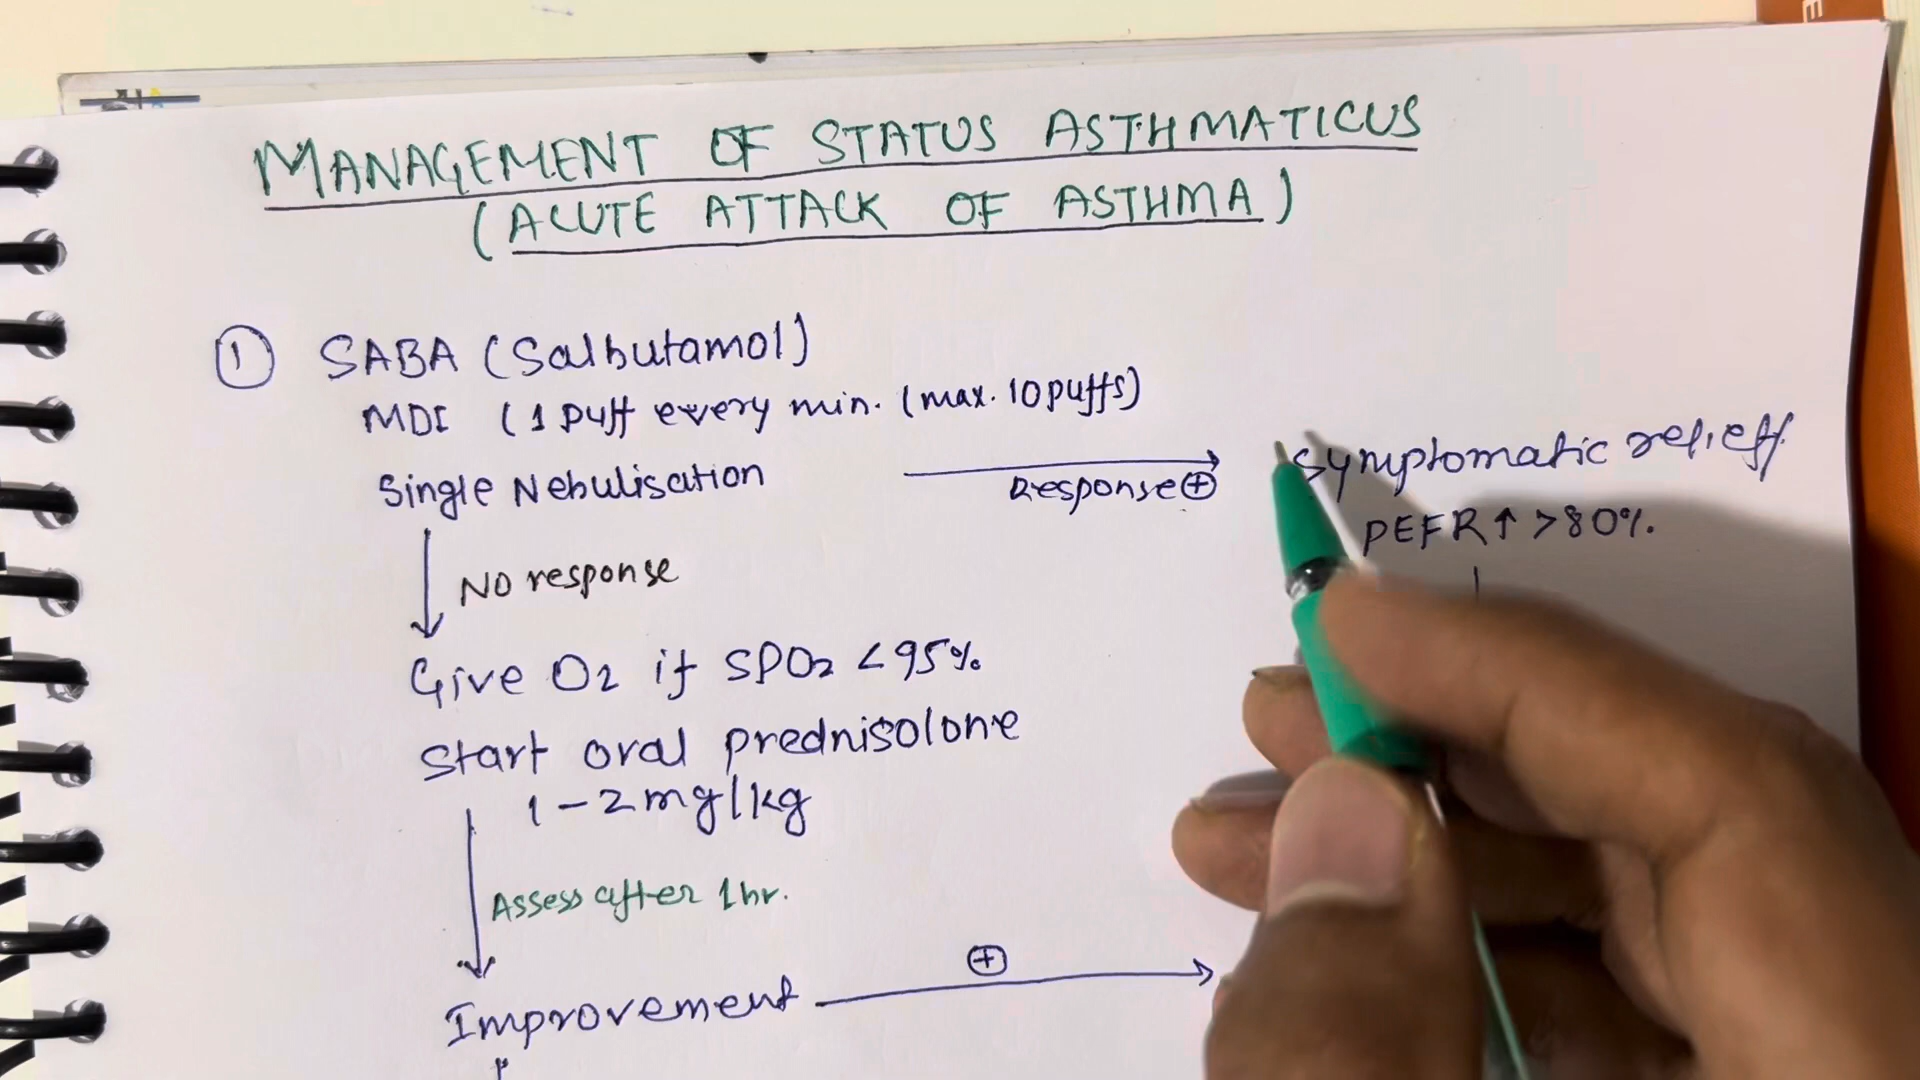 MANAGEMENT OF STATUS ASTHMATICUS
(ACUTE ATTACK OF ASTHMA)
① SABA (Salbutamol)
MDI (1 puff every min. (max. 10 puffs)
Single Nebulisation
Response ⊕
Symptomatic relieff
PEFR↑ >80%.
No response
Give O2 if SPO2 <95%
Start oral prednisolone
1-2mg/kg
Assess after 1hr.
Improvement
⊕